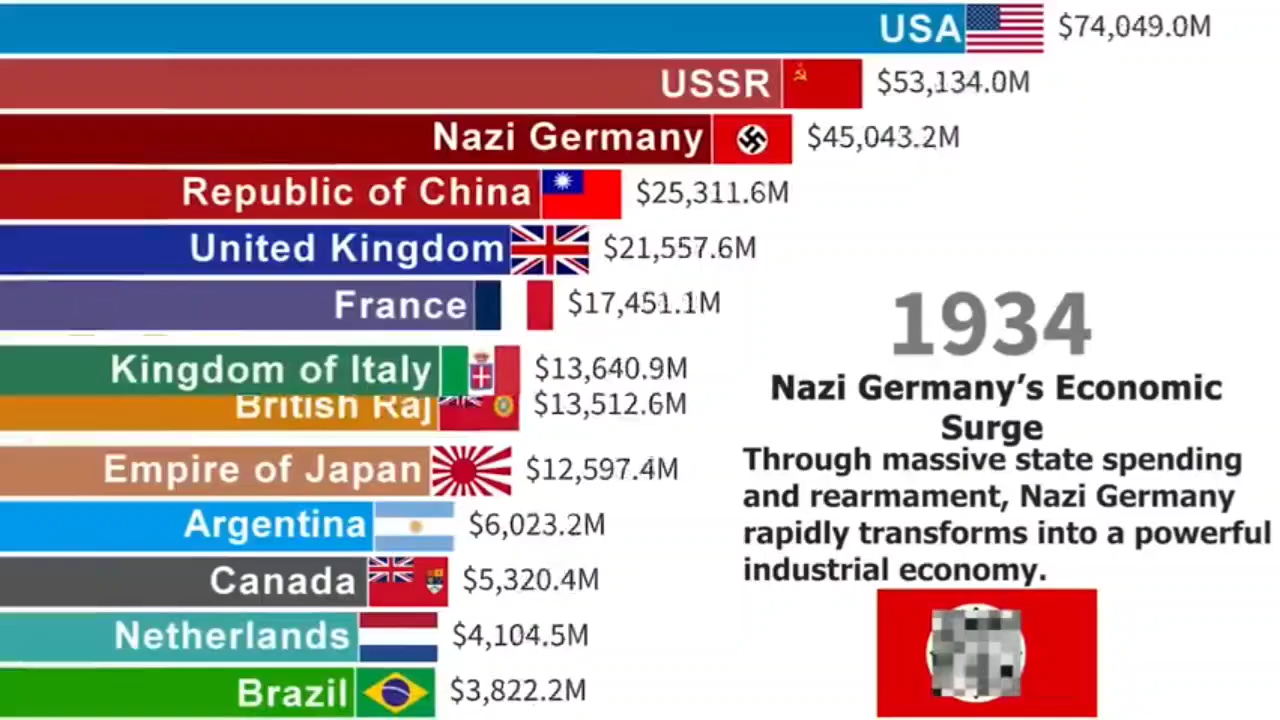 USA $74,049.0M
USSR $53,134.0M
Nazi Germany $45,043.2M
Republic of China $25,311.6M
United Kingdom $21,557.6M
France $17,451.1M
Kingdom of Italy $13,640.9M
British Raj $13,512.6M
Empire of Japan $12,597.4M
Argentina $6,023.2M
Canada $5,320.4M
Netherlands $4,104.5M
Brazil $3,822.2M
1934
Nazi Germany’s Economic
Surge
Through massive state spending
and rearmament, Nazi Germany
rapidly transforms into a powerful
industrial economy.